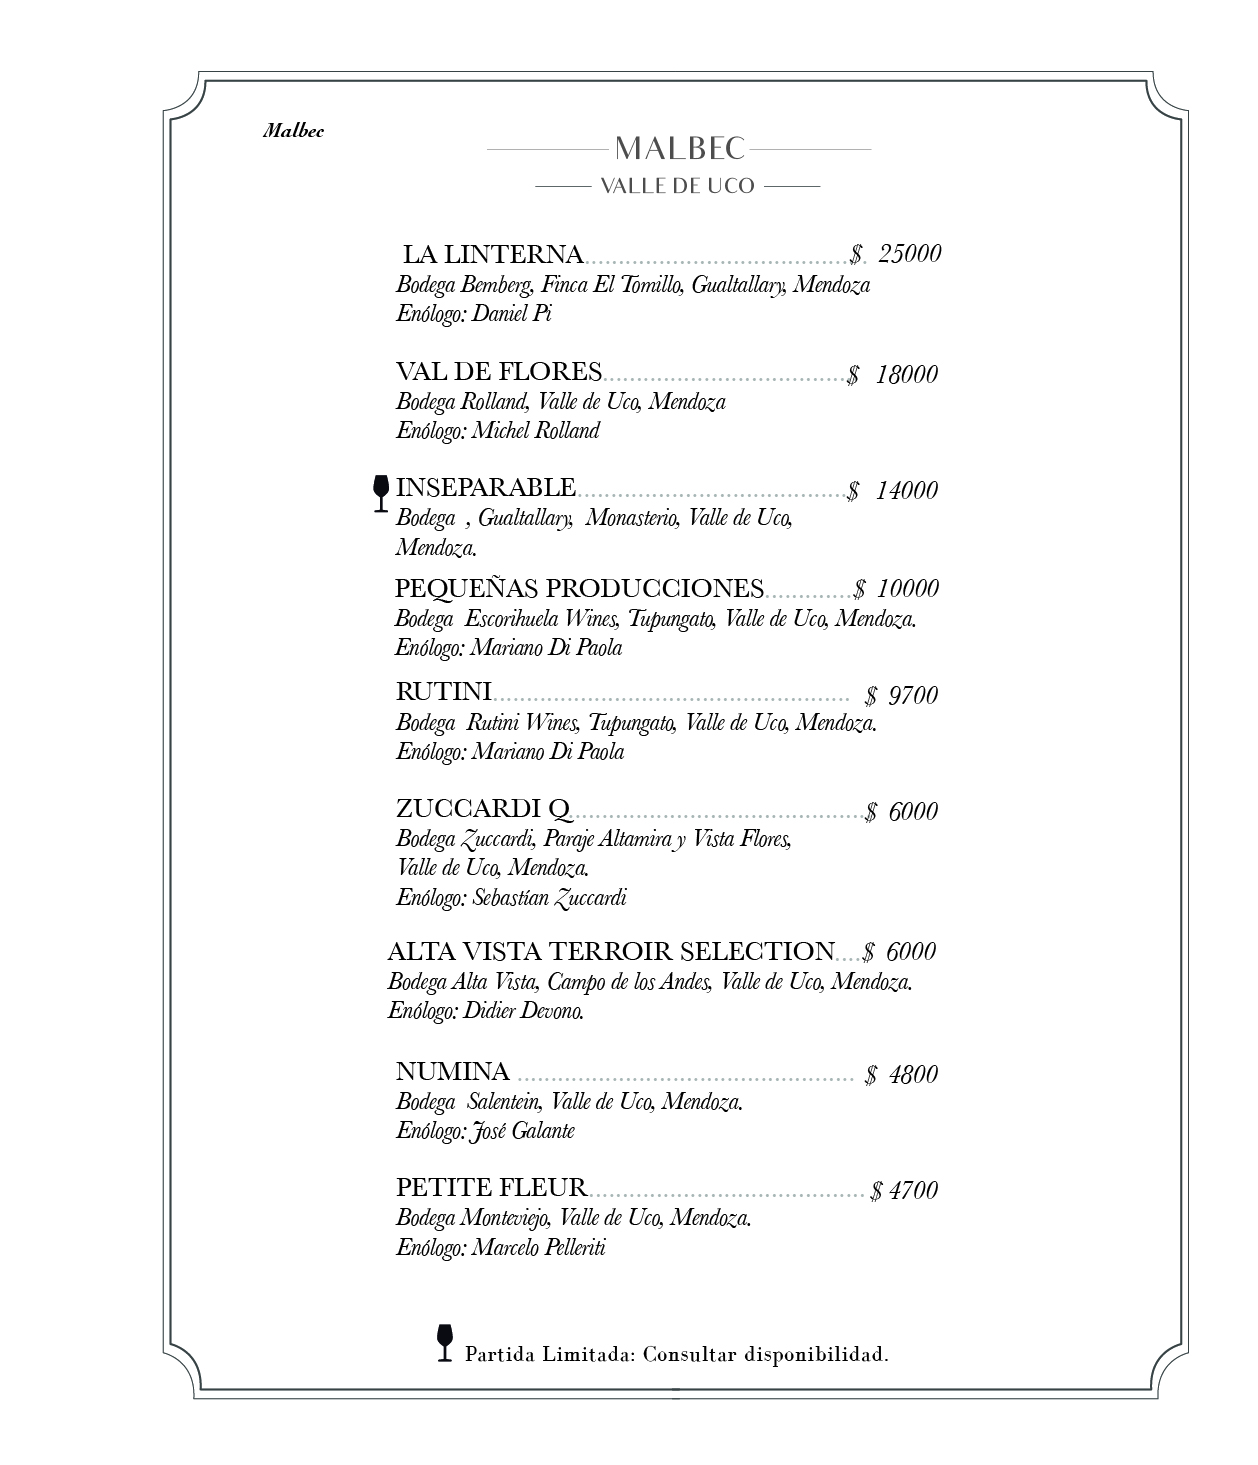 Malbec
MALBEC
VALLE DE UCO
LA LINTERNA $ 25000
Bodega Bemberg, Finca El Tomillo, Gualtallary, Mendoza
Enólogo: Daniel Pi
VAL DE FLORES $ 18000
Bodega Rolland, Valle de Uco, Mendoza
Enólogo: Michel Rolland
INSEPARABLE $ 14000
Bodega , Gualtallary, Monasterio, Valle de Uco,
Mendoza.
PEQUEÑAS PRODUCCIONES $ 10000
Bodega Escorihuela Wines, Tupungato, Valle de Uco, Mendoza.
Enólogo: Mariano Di Paola
RUTINI $ 9700
Bodega Rutini Wines, Tupungato, Valle de Uco, Mendoza.
Enólogo: Mariano Di Paola
ZUCCARDI Q $ 6000
Bodega Zuccardi, Paraje Altamira y Vista Flores,
Valle de Uco, Mendoza.
Enólogo: Sebastían Zuccardi
ALTA VISTA TERROIR SELECTION $ 6000
Bodega Alta Vista, Campo de los Andes, Valle de Uco, Mendoza.
Enólogo: Didier Devono.
NUMINA $ 4800
Bodega Salentein, Valle de Uco, Mendoza.
Enólogo: José Galante
PETITE FLEUR $ 4700
Bodega Monteviejo, Valle de Uco, Mendoza.
Enólogo: Marcelo Pelleriti
Partida Limitada: Consultar disponibilidad.